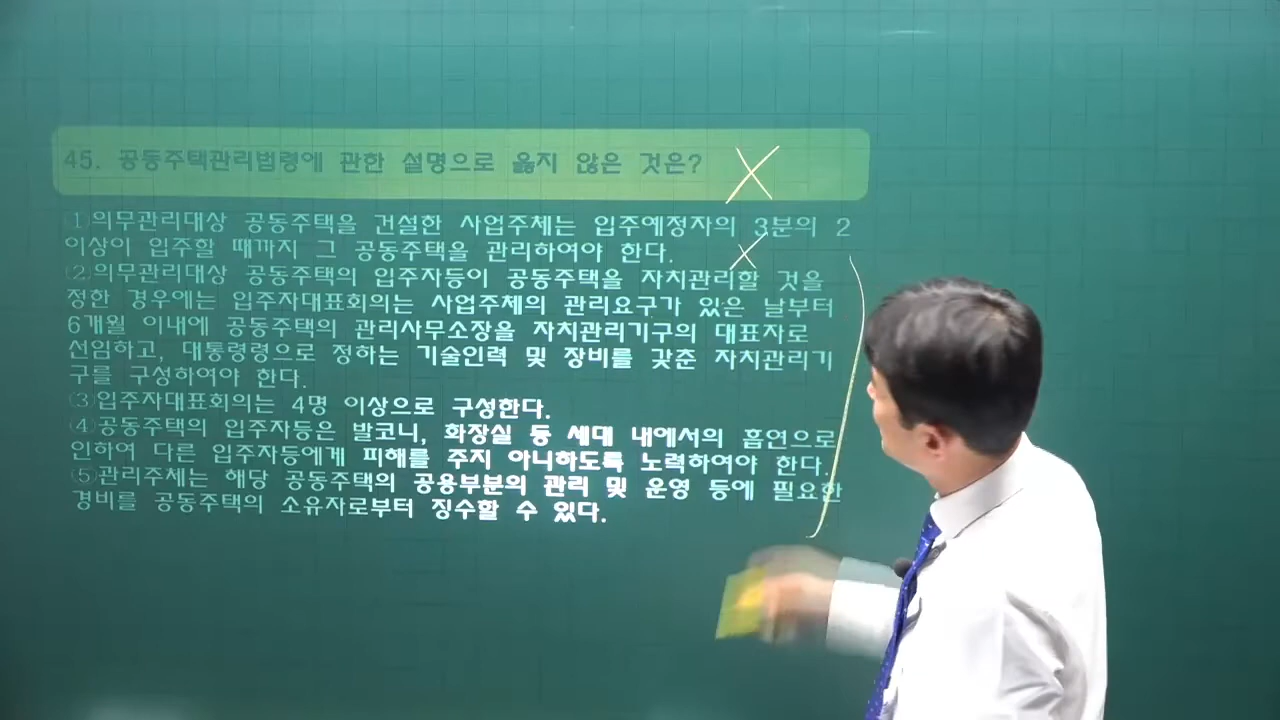 45. 공동주택관리법령에 관한 설명으로 옳지 않은 것은?
①의무관리대상 공동주택을 건설한 사업주체는 입주예정자의 3분의 2
이상이 입주할 때까지 그 공동주택을 관리하여야 한다.
②의무관리대상 공동주택의 입주자등이 공동주택을 자치관리할 것을
정한 경우에는 입주자대표회의는 사업주체의 관리요구가 있은 날부터
6개월 이내에 공동주택의 관리사무소장을 자치관리기구의 대표자로
선임하고, 대통령령으로 정하는 기술인력 및 장비를 갖춘 자치관리기
구를 구성하여야 한다.
③입주자대표회의는 4명 이상으로 구성한다.
④공동주택의 입주자등은 발코니, 화장실 등 세대 내에서의 흡연으로
인하여 다른 입주자등에게 피해를 주지 아니하도록 노력하여야 한다.
⑤관리주체는 해당 공동주택의 공용부분의 관리 및 운영 등에 필요한
경비를 공동주택의 소유자로부터 징수할 수 있다.